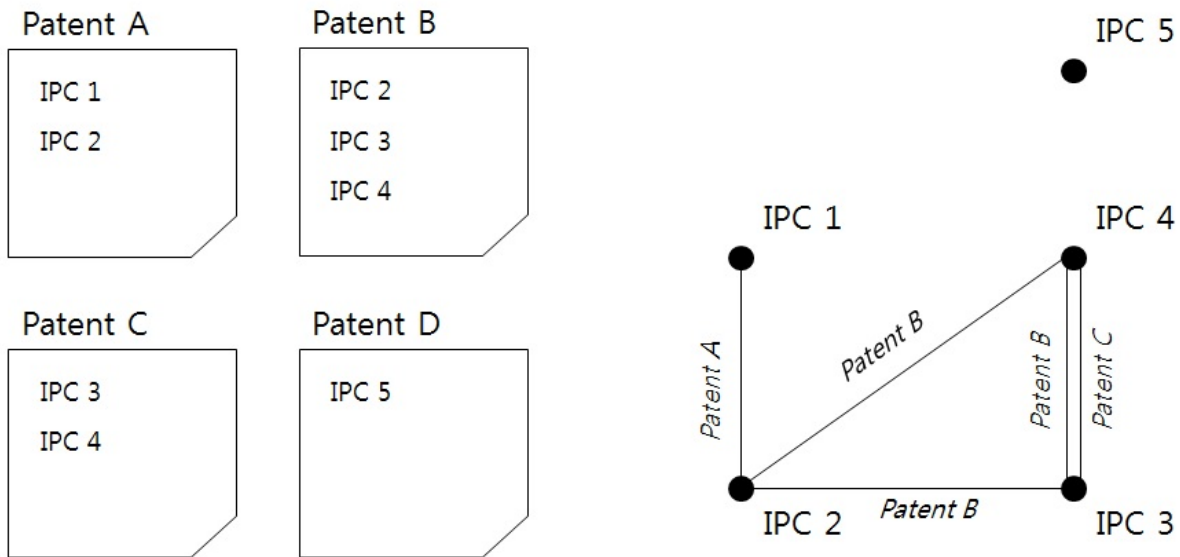 Patent A
IPC 1
IPC 2
Patent B
IPC 2
IPC 3
IPC 4
Patent C
IPC 3
IPC 4
Patent D
IPC 5
IPC 5
IPC 1
IPC 4
Patent A
Patent B
Patent B
Patent C
IPC 2
Patent B
IPC 3